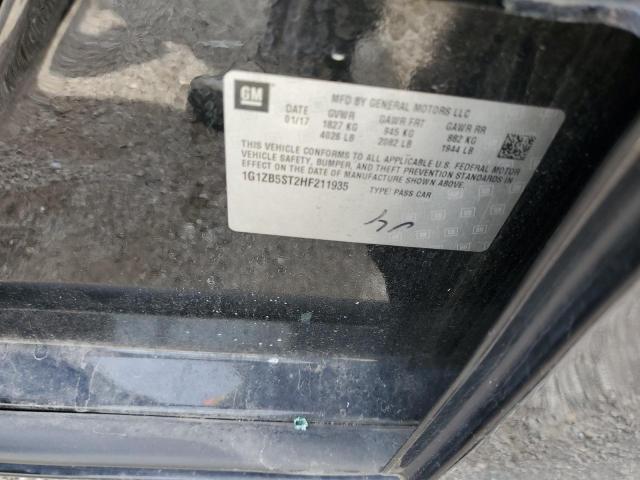 GM
MFD BY GENERAL MOTORS LLC
DATE GVWR GAWR FRT GAWR RR
01/17 1827 KG 945 KG 882 KG
4028 LB 2082 LB 1944 LB
THIS VEHICLE CONFORMS TO ALL APPLICABLE U.S. FEDERAL MOTOR
VEHICLE SAFETY, BUMPER, AND THEFT PREVENTION STANDARDS IN
EFFECT ON THE DATE OF MANUFACTURE SHOWN ABOVE.
1G1ZB5ST2HF211935 TYPE: PASS CAR